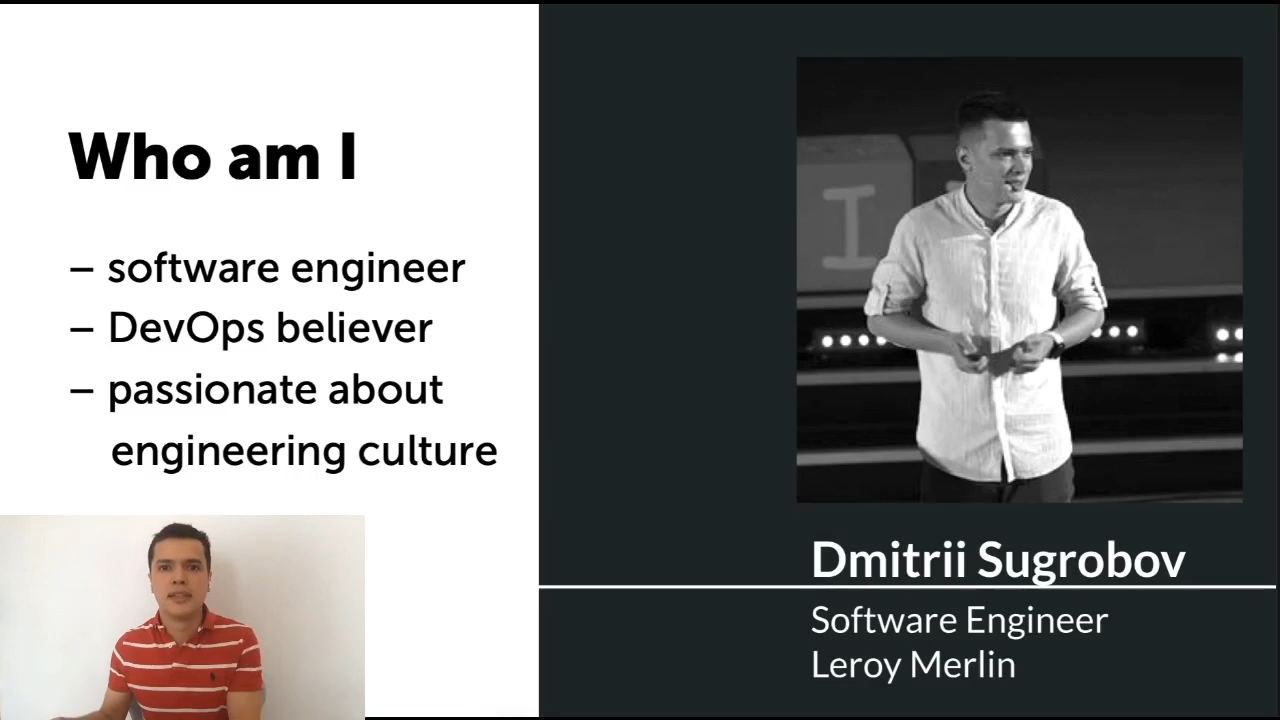 Who am I
– software engineer
– DevOps believer
– passionate about
engineering culture
I
Dmitrii Sugrobov
Software Engineer
Leroy Merlin